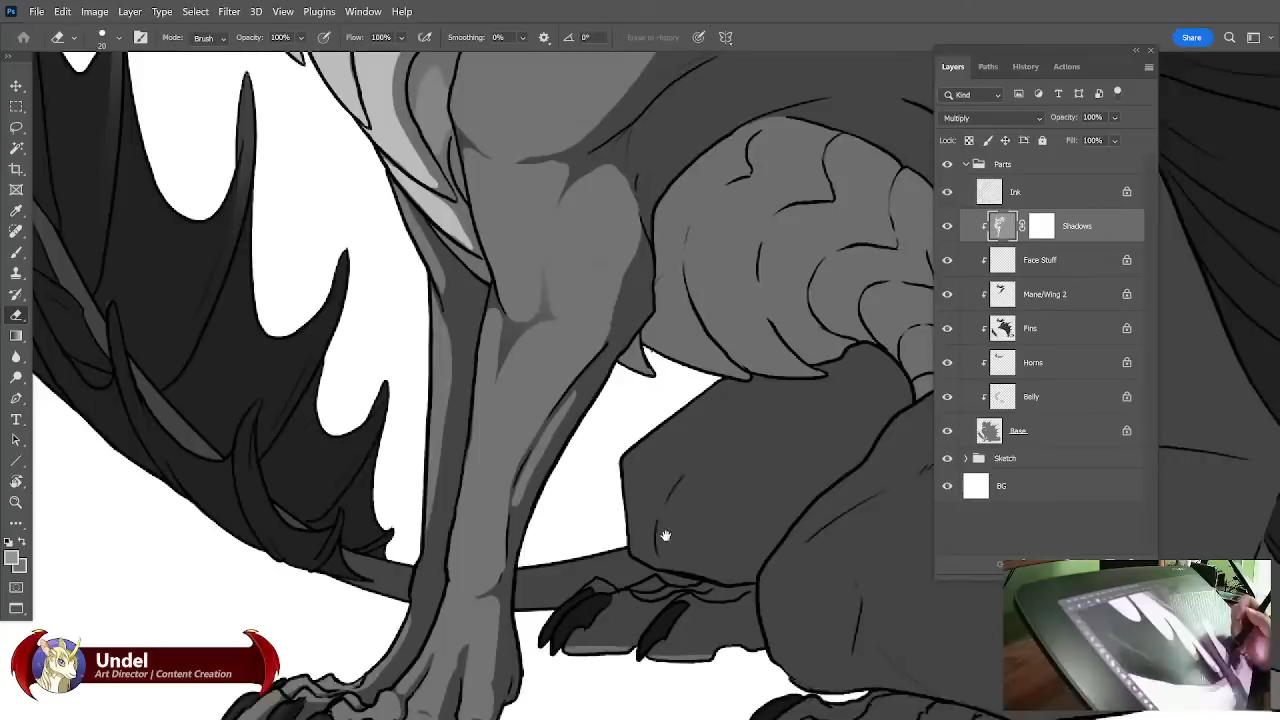 Ps File Edit Image Layer Type Select Filter 3D View Plugins Window Help
20 Mode: Brush Opacity: 100% Flow: 100% Smoothing: 0% 0° Erase to History Share
Layers Paths History Actions
Kind
Multiply Opacity: 100%
Lock: Fill: 100%
Parts
Ink
Shadows
Face Stuff
Mane/Wing 2
Fins
Horns
Belly
Base
Sketch
BG
Undel
Art Director | Content Creation